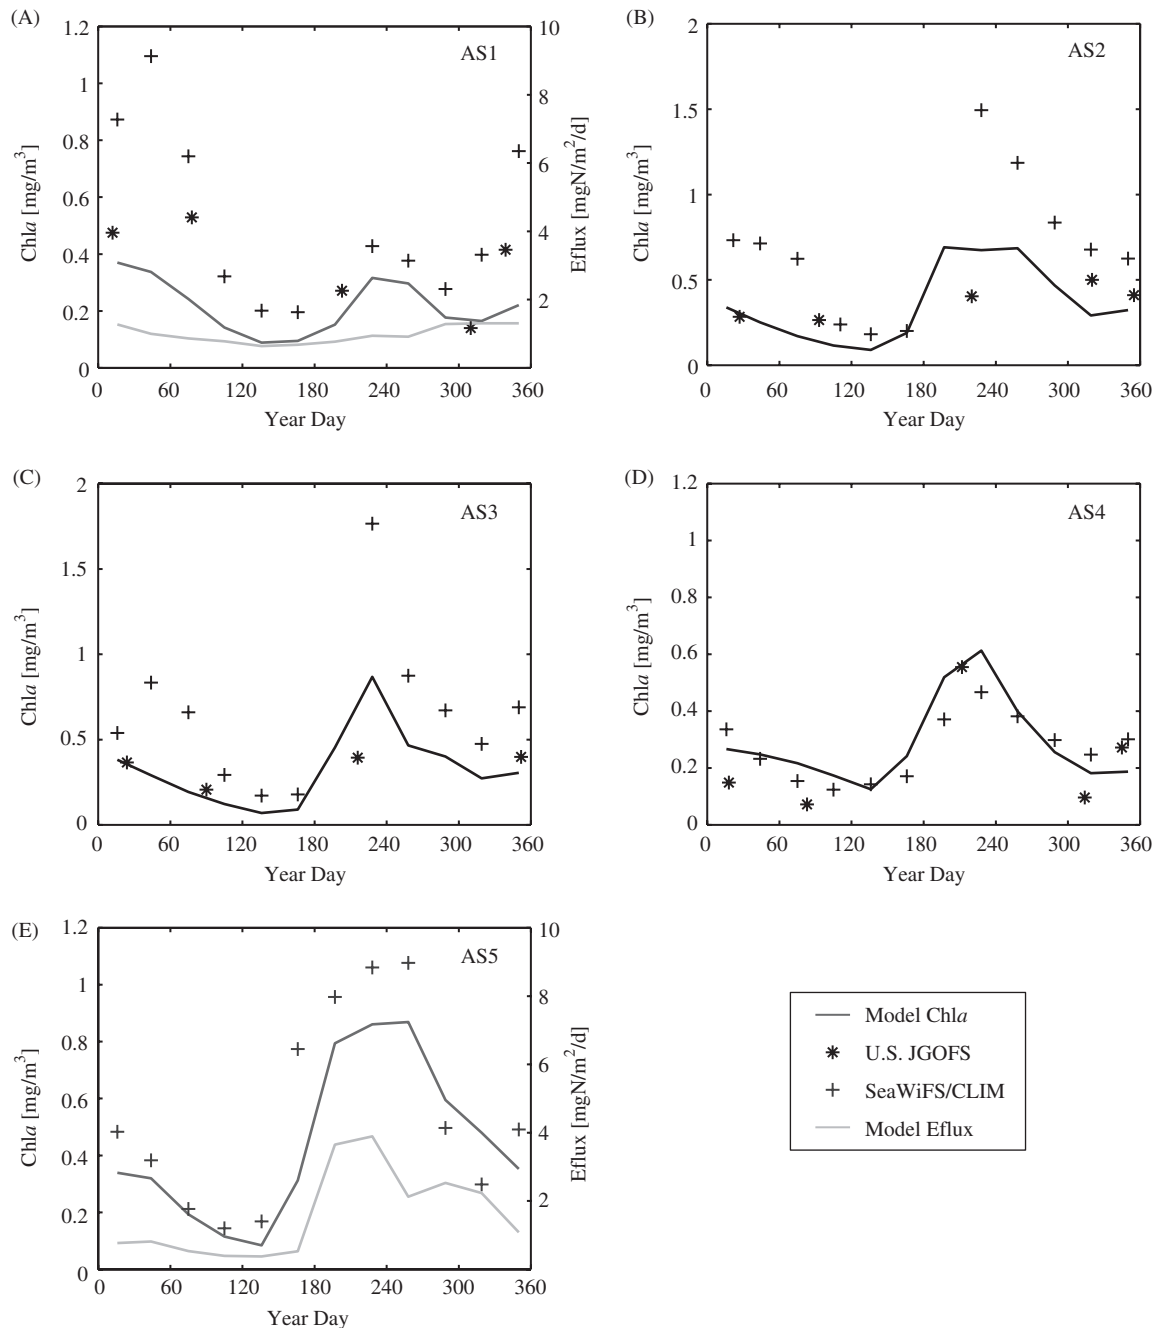 (A)
AS1
1.2
1
0.8
0.6
0.4
0.2
0
10
8
6
4
2
0 60 120 180 240 300 360
Chla [mg/m³]
Eflux [mgN/m²/d]
Year Day
(B)
AS2
2
1.5
1
0.5
0
0 60 120 180 240 300 360
Chla [mg/m³]
Year Day
(C)
AS3
2
1.5
1
0.5
0
0 60 120 180 240 300 360
Chla [mg/m³]
Year Day
(D)
AS4
1.2
1
0.8
0.6
0.4
0.2
0
0 60 120 180 240 300 360
Chla [mg/m³]
Year Day
(E)
AS5
1.2
1
0.8
0.6
0.4
0.2
0
10
8
6
4
2
0 60 120 180 240 300 360
Chla [mg/m³]
Eflux [mgN/m²/d]
Year Day
Model Chla
U.S. JGOFS
SeaWiFS/CLIM
Model Eflux